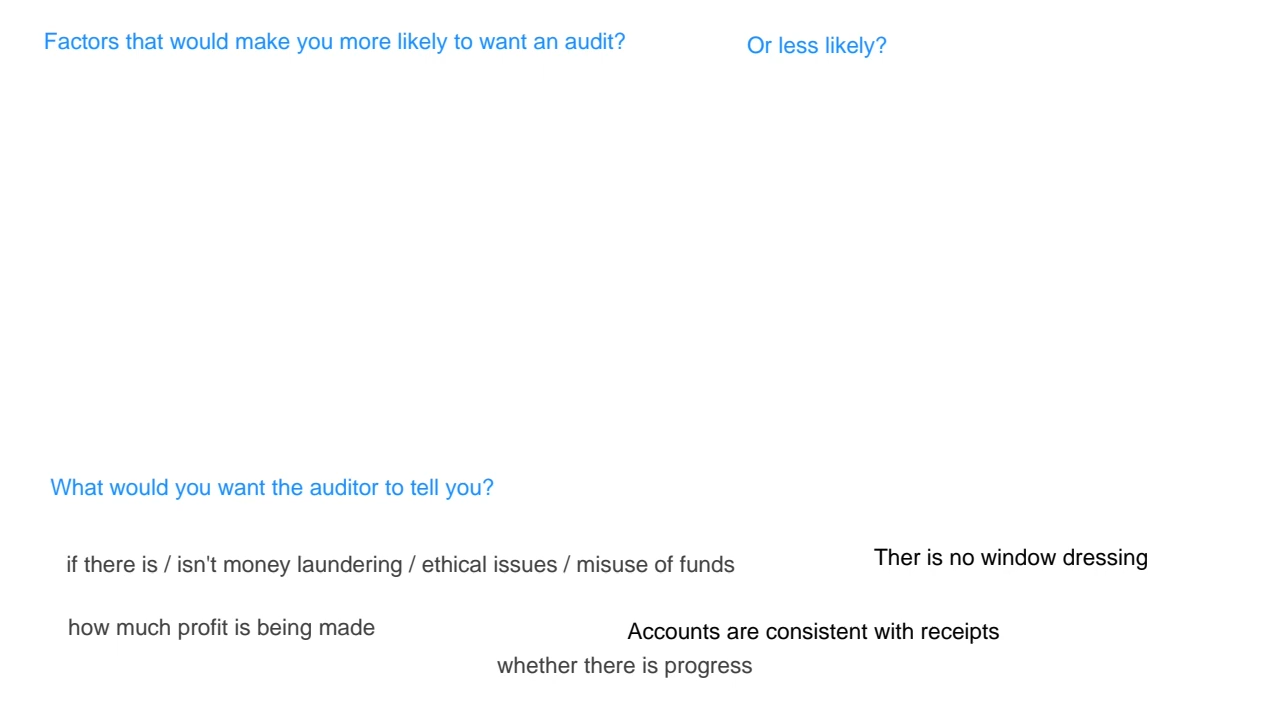 Factors that would make you more likely to want an audit?
Or less likely?
What would you want the auditor to tell you?
if there is / isn't money laundering / ethical issues / misuse of funds
Ther is no window dressing
how much profit is being made
Accounts are consistent with receipts
whether there is progress